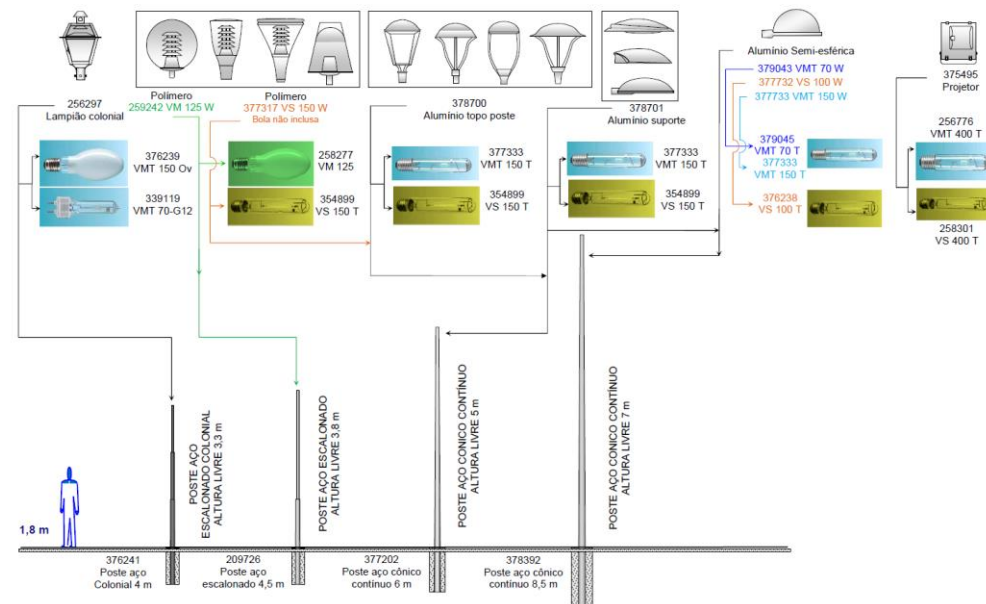 Polímero
259242 VM 125 W
Polímero
377317 VS 150 W
Bola não inclusa
256297
Lampião colonial
378700
Alumínio topo poste
378701
Alumínio suporte
Alumínio Semi-esférica
379043 VMT 70 W
377732 VS 100 W
377733 VMT 150 W
375495
Projetor
376239
VMT 150 Ov
339119
VMT 70-G12
258277
VM 125
354899
VS 150 T
377333
VMT 150 T
354899
VS 150 T
377333
VMT 150 T
354899
VS 150 T
379045
VMT 70 T
377333
VMT 150 T
376238
VS 100 T
256776
VMT 400 T
258301
VS 400 T
POSTE AÇO
ESCALONADO COLONIAL
ALTURA LIVRE 3,3 m
POSTE AÇO ESCALONADO
ALTURA LIVRE 3,8 m
POSTE AÇO CONICO CONTÍNUO
ALTURA LIVRE 5 m
POSTE AÇO CONICO CONTÍNUO
ALTURA LIVRE 7 m
1,8 m
376241
Poste aço
Colonial 4 m
209726
Poste aço
escalonado 4,5 m
377202
Poste aço cônico
contínuo 6 m
378392
Poste aço cônico
contínuo 8,5 m